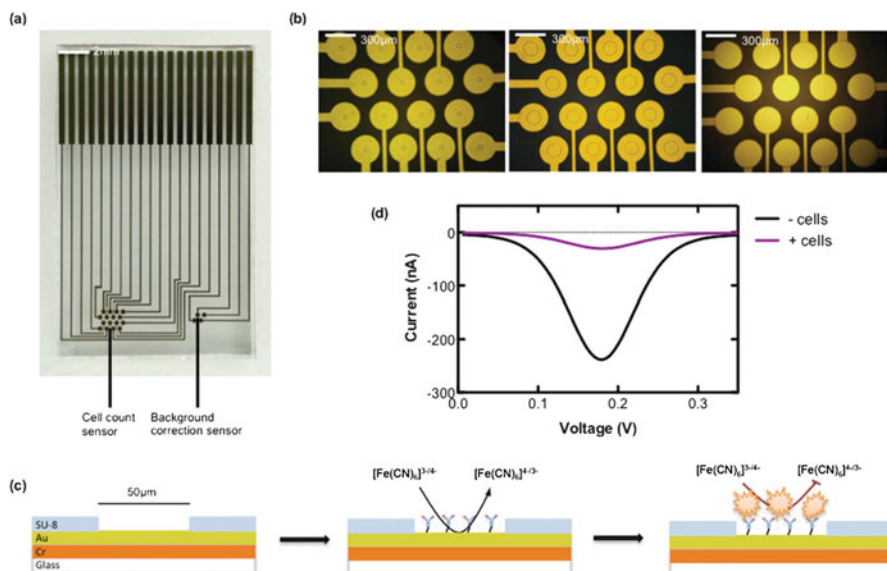 (a)
2mm
Cell count
sensor
Background
correction sensor
(b)
300µm
300µm
300µm
(d)
0
-100
-200
-300
0.0
0.1
0.2
0.3
Current (nA)
Voltage (V)
- cells
+ cells
(c)
50µm
SU-8
Au
Cr
Glass
[Fe(CN)₆]³⁻/⁴⁻
[Fe(CN)₆]⁴⁻/³⁻
[Fe(CN)₆]³⁻/⁴⁻
[Fe(CN)₆]⁴⁻/³⁻